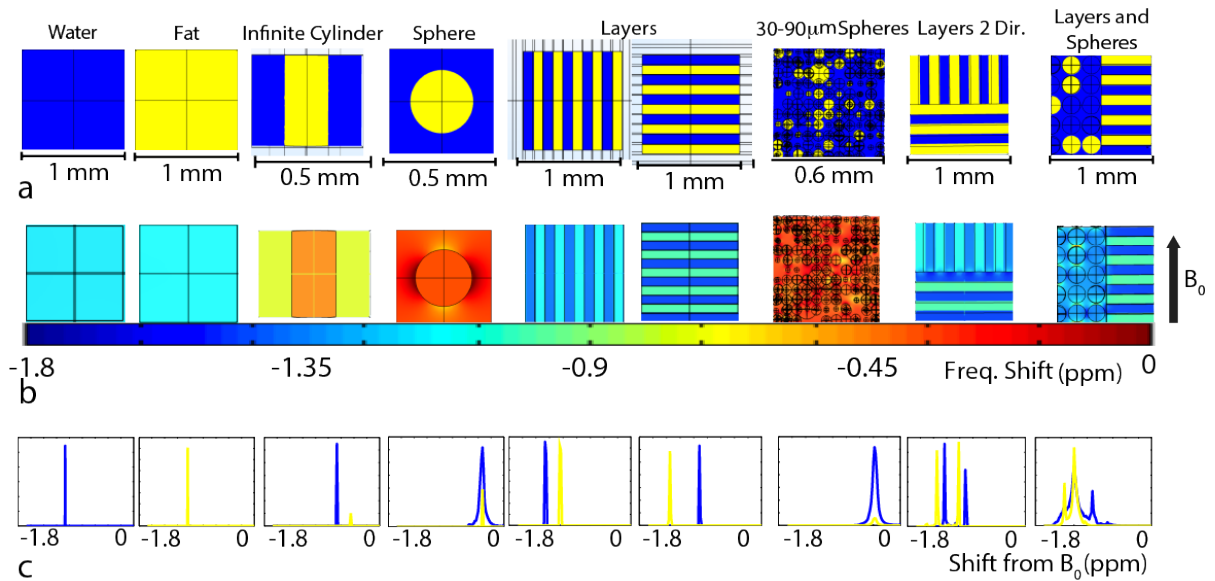 Water Fat Infinite Cylinder Sphere Layers 30-90μm Spheres Layers 2 Dir. Layers and
Spheres
1 mm 1 mm 0.5 mm 0.5 mm 1 mm 1 mm 0.6 mm 1 mm 1 mm
a
B0
-1.8 -1.35 -0.9 -0.45 Freq. Shift (ppm) 0
b
-1.8 0 -1.8 0 -1.8 0 -1.8 0 -1.8 0 -1.8 0 -1.8 0 -1.8 0 -1.8 0
c Shift from B0 (ppm)